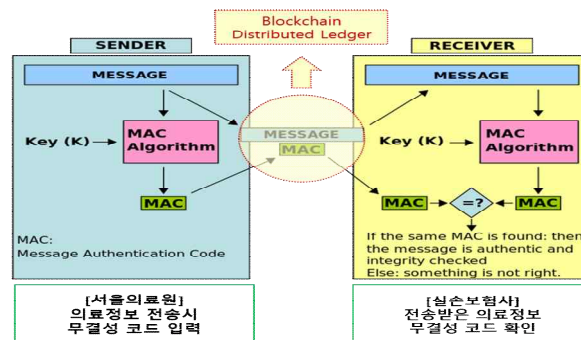 Blockchain
Distributed Ledger
SENDER
MESSAGE
Key (K)
MAC
Algorithm
MAC
MAC:
Message Authentication Code
MESSAGE
MAC
RECEIVER
MESSAGE
Key (K)
MAC
Algorithm
MAC
=?
MAC
If the same MAC is found: then
the message is authentic and
integrity checked
Else: something is not right.
[서울의료원]
의료정보 전송시
무결성 코드 입력
[실손보험사]
전송받은 의료정보
무결성 코드 확인